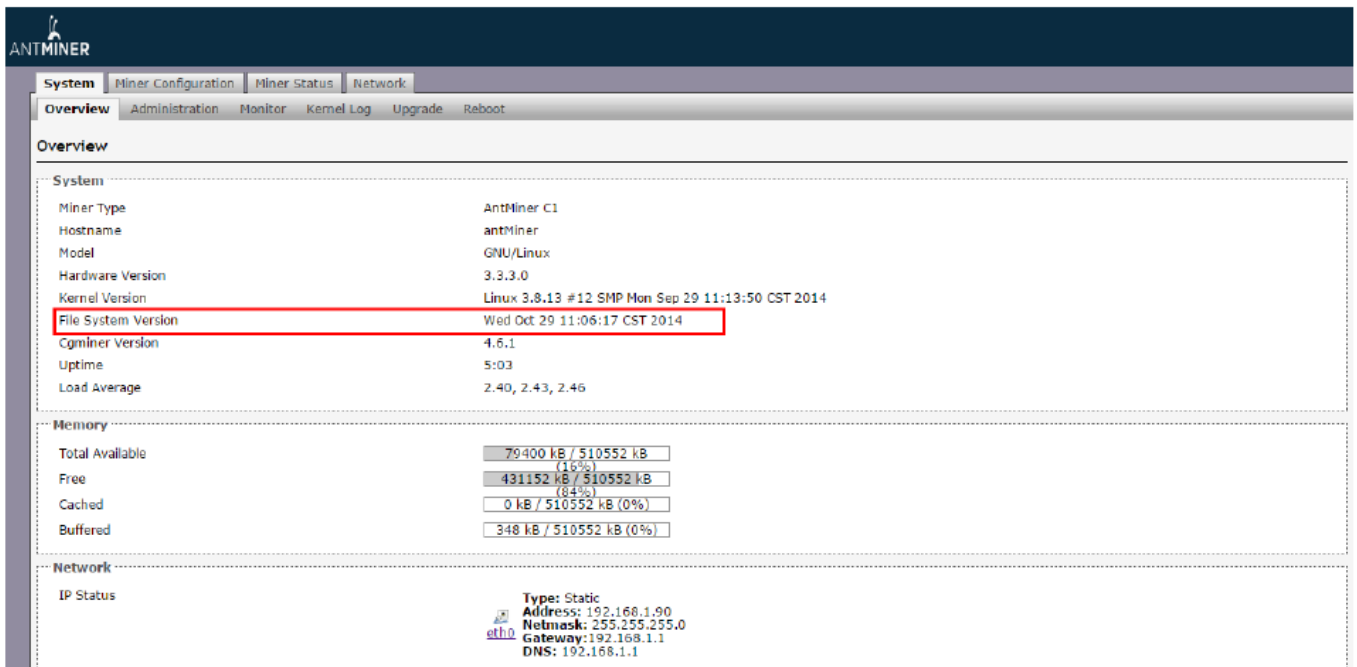 ANTMINER
System Miner Configuration Miner Status Network
Overview Administration Monitor Kernel Log Upgrade Reboot
Overview
System
Miner Type AntMiner C1
Hostname antMiner
Model GNU/Linux
Hardware Version 3.3.3.0
Kernel Version Linux 3.8.13 #12 SMP Mon Sep 29 11:13:50 CST 2014
File System Version Wed Oct 29 11:06:17 CST 2014
Cgminer Version 4.6.1
Uptime 5:03
Load Average 2.40, 2.43, 2.46
Memory
Total Available 79400 kB / 510552 kB
(16%)
Free 431152 kB / 510552 kB
(84%)
Cached 0 kB / 510552 kB (0%)
Buffered 348 kB / 510552 kB (0%)
Network
IP Status Type: Static
Address: 192.168.1.90
Netmask: 255.255.255.0
eth0 Gateway:192.168.1.1
DNS: 192.168.1.1